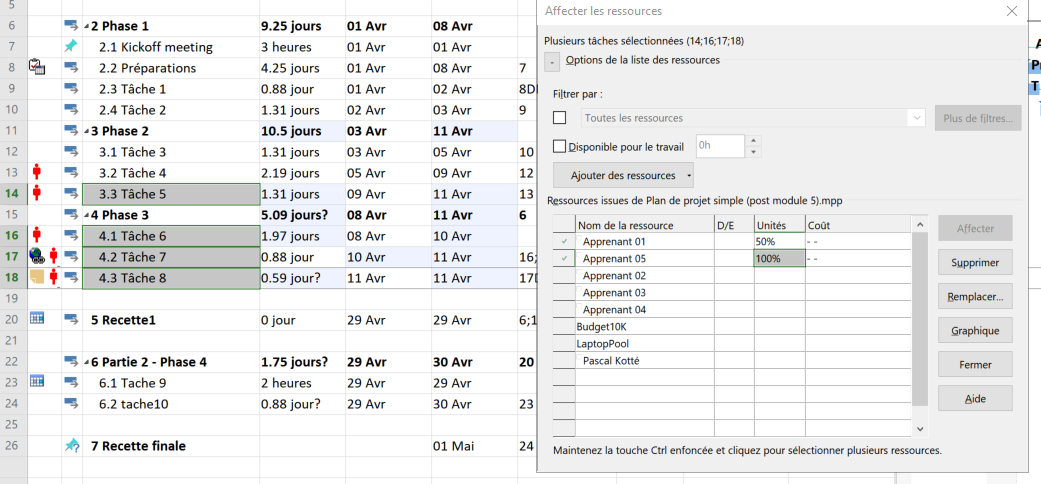 5
6 2 Phase 1 9.25 jours 01 Avr 08 Avr
7 2.1 Kickoff meeting 3 heures 01 Avr 01 Avr
8 2.2 Préparations 4.25 jours 01 Avr 08 Avr 7
9 2.3 Tâche 1 0.88 jour 01 Avr 02 Avr 8D
10 2.4 Tâche 2 1.31 jours 02 Avr 03 Avr 9
11 3 Phase 2 10.5 jours 03 Avr 11 Avr
12 3.1 Tâche 3 1.31 jours 03 Avr 05 Avr 10
13 3.2 Tâche 4 2.19 jours 05 Avr 09 Avr 12
14 3.3 Tâche 5 1.31 jours 09 Avr 11 Avr 13
15 4 Phase 3 5.09 jours? 08 Avr 11 Avr 6
16 4.1 Tâche 6 1.97 jours 08 Avr 10 Avr
17 4.2 Tâche 7 0.88 jour 10 Avr 11 Avr 16;
18 4.3 Tâche 8 0.59 jour? 11 Avr 11 Avr 17
19
20 5 Recette1 0 jour 29 Avr 29 Avr 6;1
21
22 6 Partie 2 - Phase 4 1.75 jours? 29 Avr 30 Avr 20
23 6.1 Tache 9 2 heures 29 Avr 29 Avr
24 6.2 tache10 0.88 jour? 29 Avr 30 Avr 23
25
26 7 Recette finale 01 Mai 24
Affecter les ressources
Plusieurs tâches sélectionnées (14;16;17;18)
- Options de la liste des ressources
Filtrer par :
Toutes les ressources Plus de filtres...
Disponible pour le travail 0h
Ajouter des ressources
Ressources issues de Plan de projet simple (post module 5).mpp
Nom de la ressource D/E Unités Coût
Apprenant 01 50% - -
Apprenant 05 100% - -
Apprenant 02
Apprenant 03
Apprenant 04
Budget10K
LaptopPool
Pascal Kotté
Affecter
Supprimer
Remplacer...
Graphique
Fermer
Aide
Maintenez la touche Ctrl enfoncée et cliquez pour sélectionner plusieurs ressources.